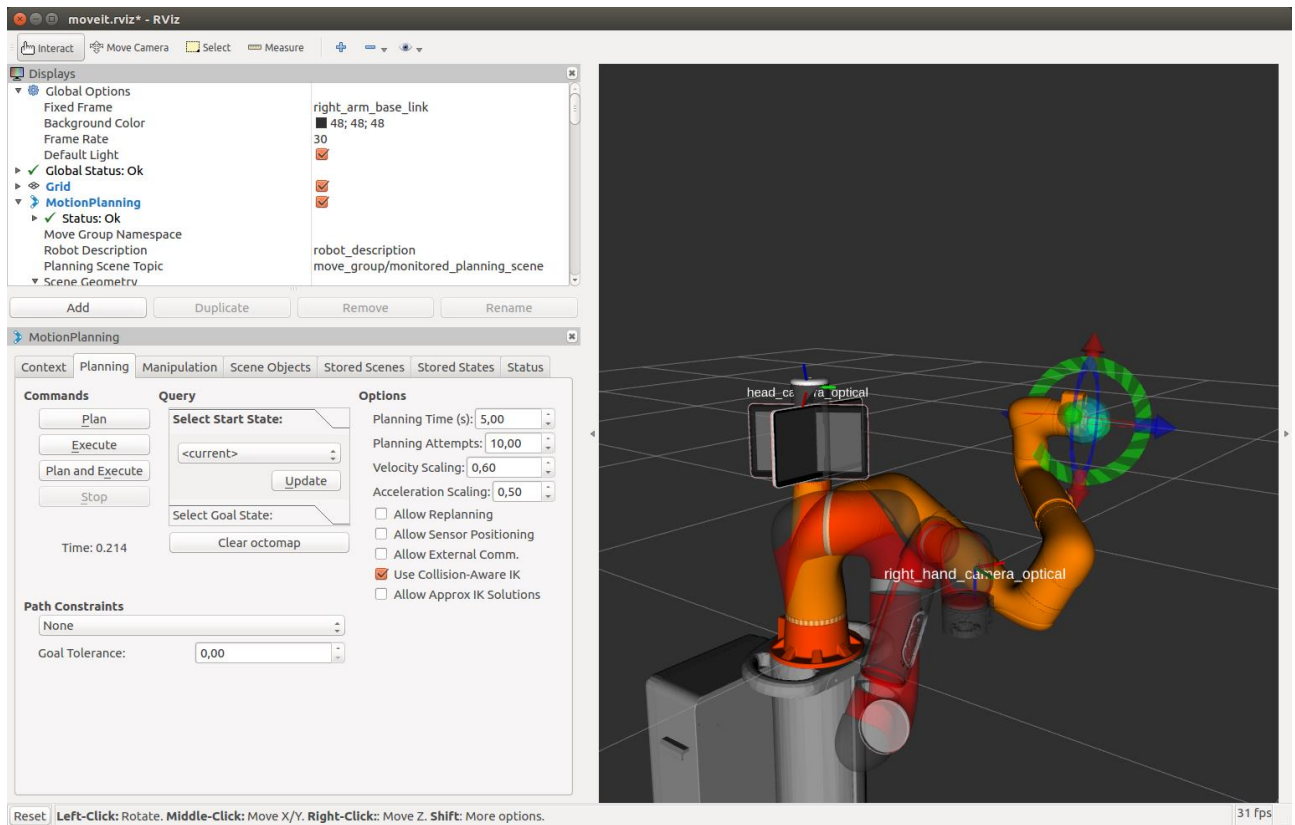 moveit.rviz* - RViz
Interact Move Camera Select Measure
Displays
Global Options
Fixed Frame right_arm_base_link
Background Color 48; 48; 48
Frame Rate 30
Default Light
Global Status: Ok
Grid
MotionPlanning
Status: Ok
Move Group Namespace
Robot Description robot_description
Planning Scene Topic move_group/monitored_planning_scene
Scene Geometry
Add Duplicate Remove Rename
MotionPlanning
Context Planning Manipulation Scene Objects Stored Scenes Stored States Status
Commands Query Options
Plan Select Start State: Planning Time (s): 5,00
Execute <current> Planning Attempts: 10,00
Plan and Execute Update Velocity Scaling: 0,60
Stop Select Goal State: Acceleration Scaling: 0,50
Time: 0.214 Clear octomap
Allow Replanning
Allow Sensor Positioning
Allow External Comm.
Use Collision-Aware IK
Allow Approx IK Solutions
Path Constraints
None
Goal Tolerance: 0,00
right_hand_camera_optical
Reset Left-Click: Rotate. Middle-Click: Move X/Y. Right-Click:: Move Z. Shift: More options. 31 fps